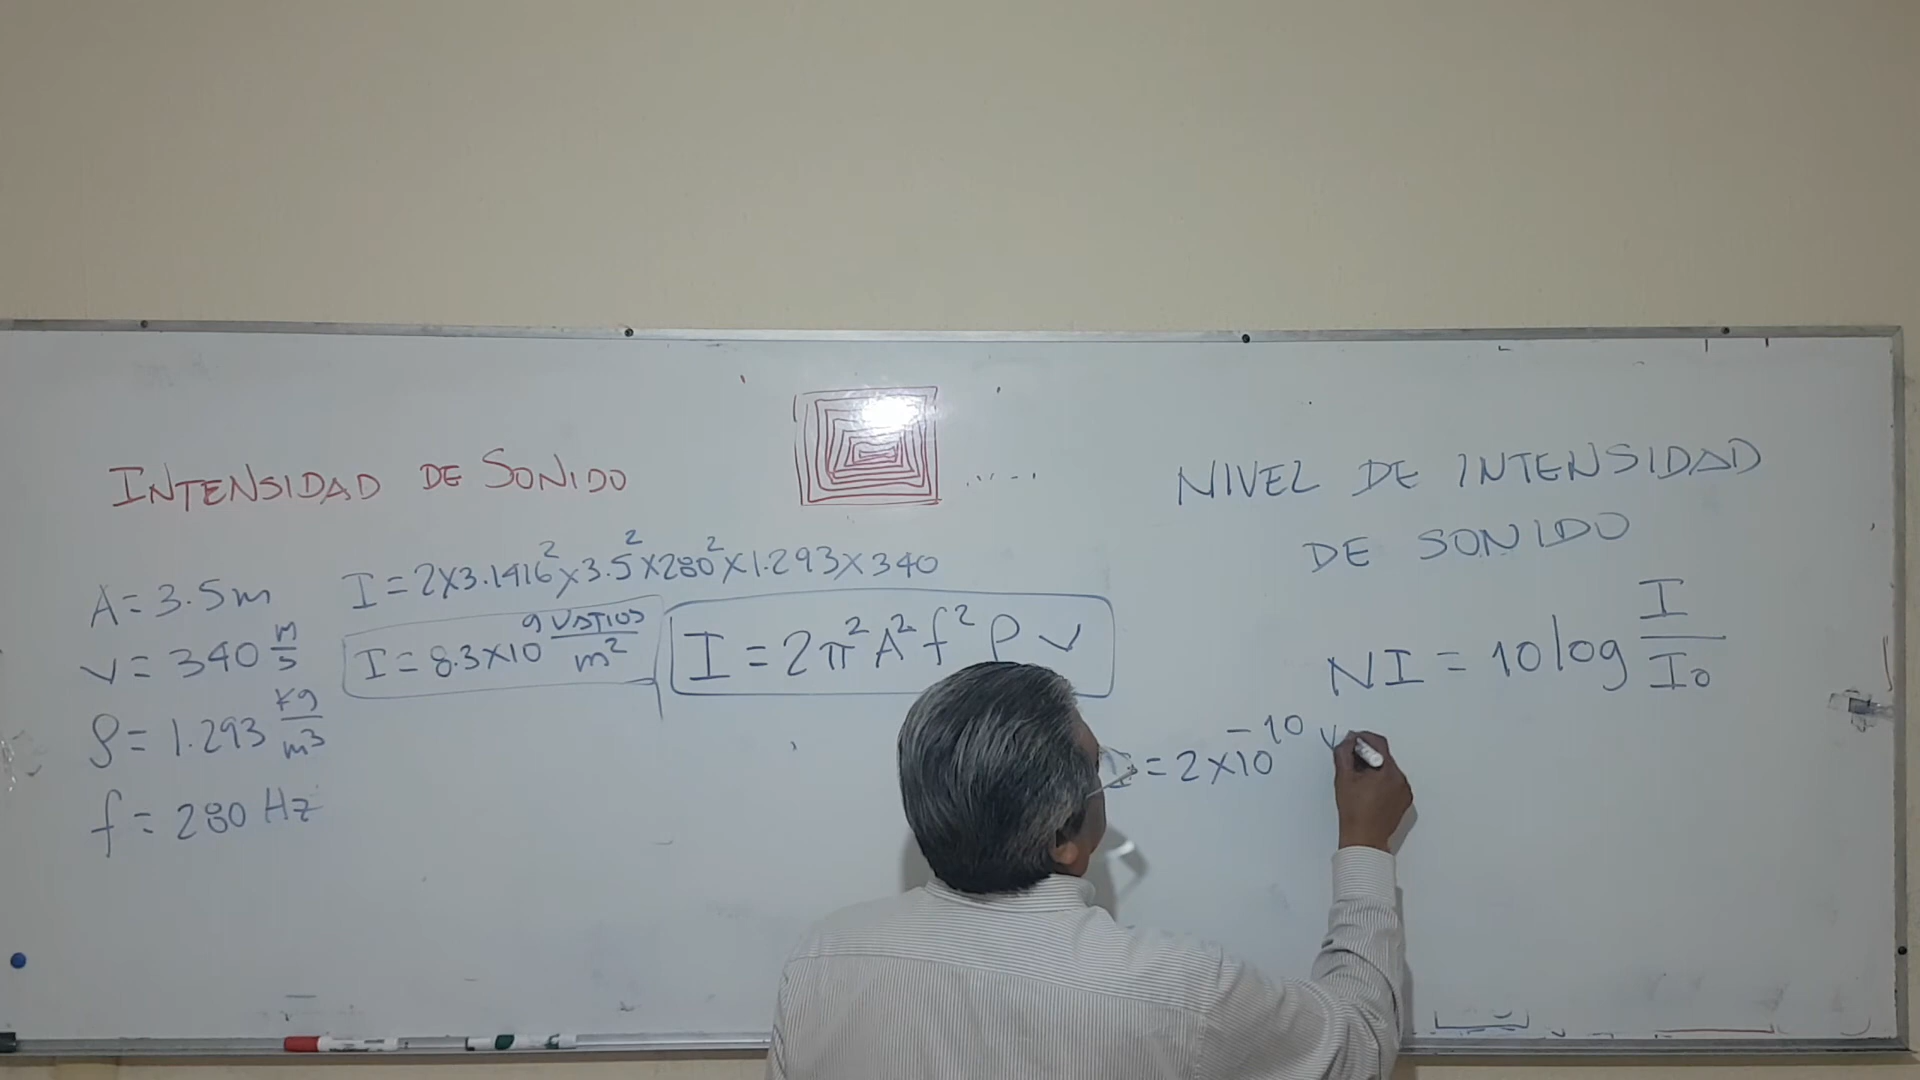 INTENSIDAD DE SONIDO
A = 3.5 m
v = 340 m/s
ρ = 1.293 kg/m³
f = 280 Hz
I = 2x3.1416²x3.5²x280²x1.293x340
I = 8.3x10⁹ VATIOS/m²
I = 2π²A²f²ρv
NIVEL DE INTENSIDAD
DE SONIDO
NI = 10 log I/I₀
= 2x10⁻¹⁰